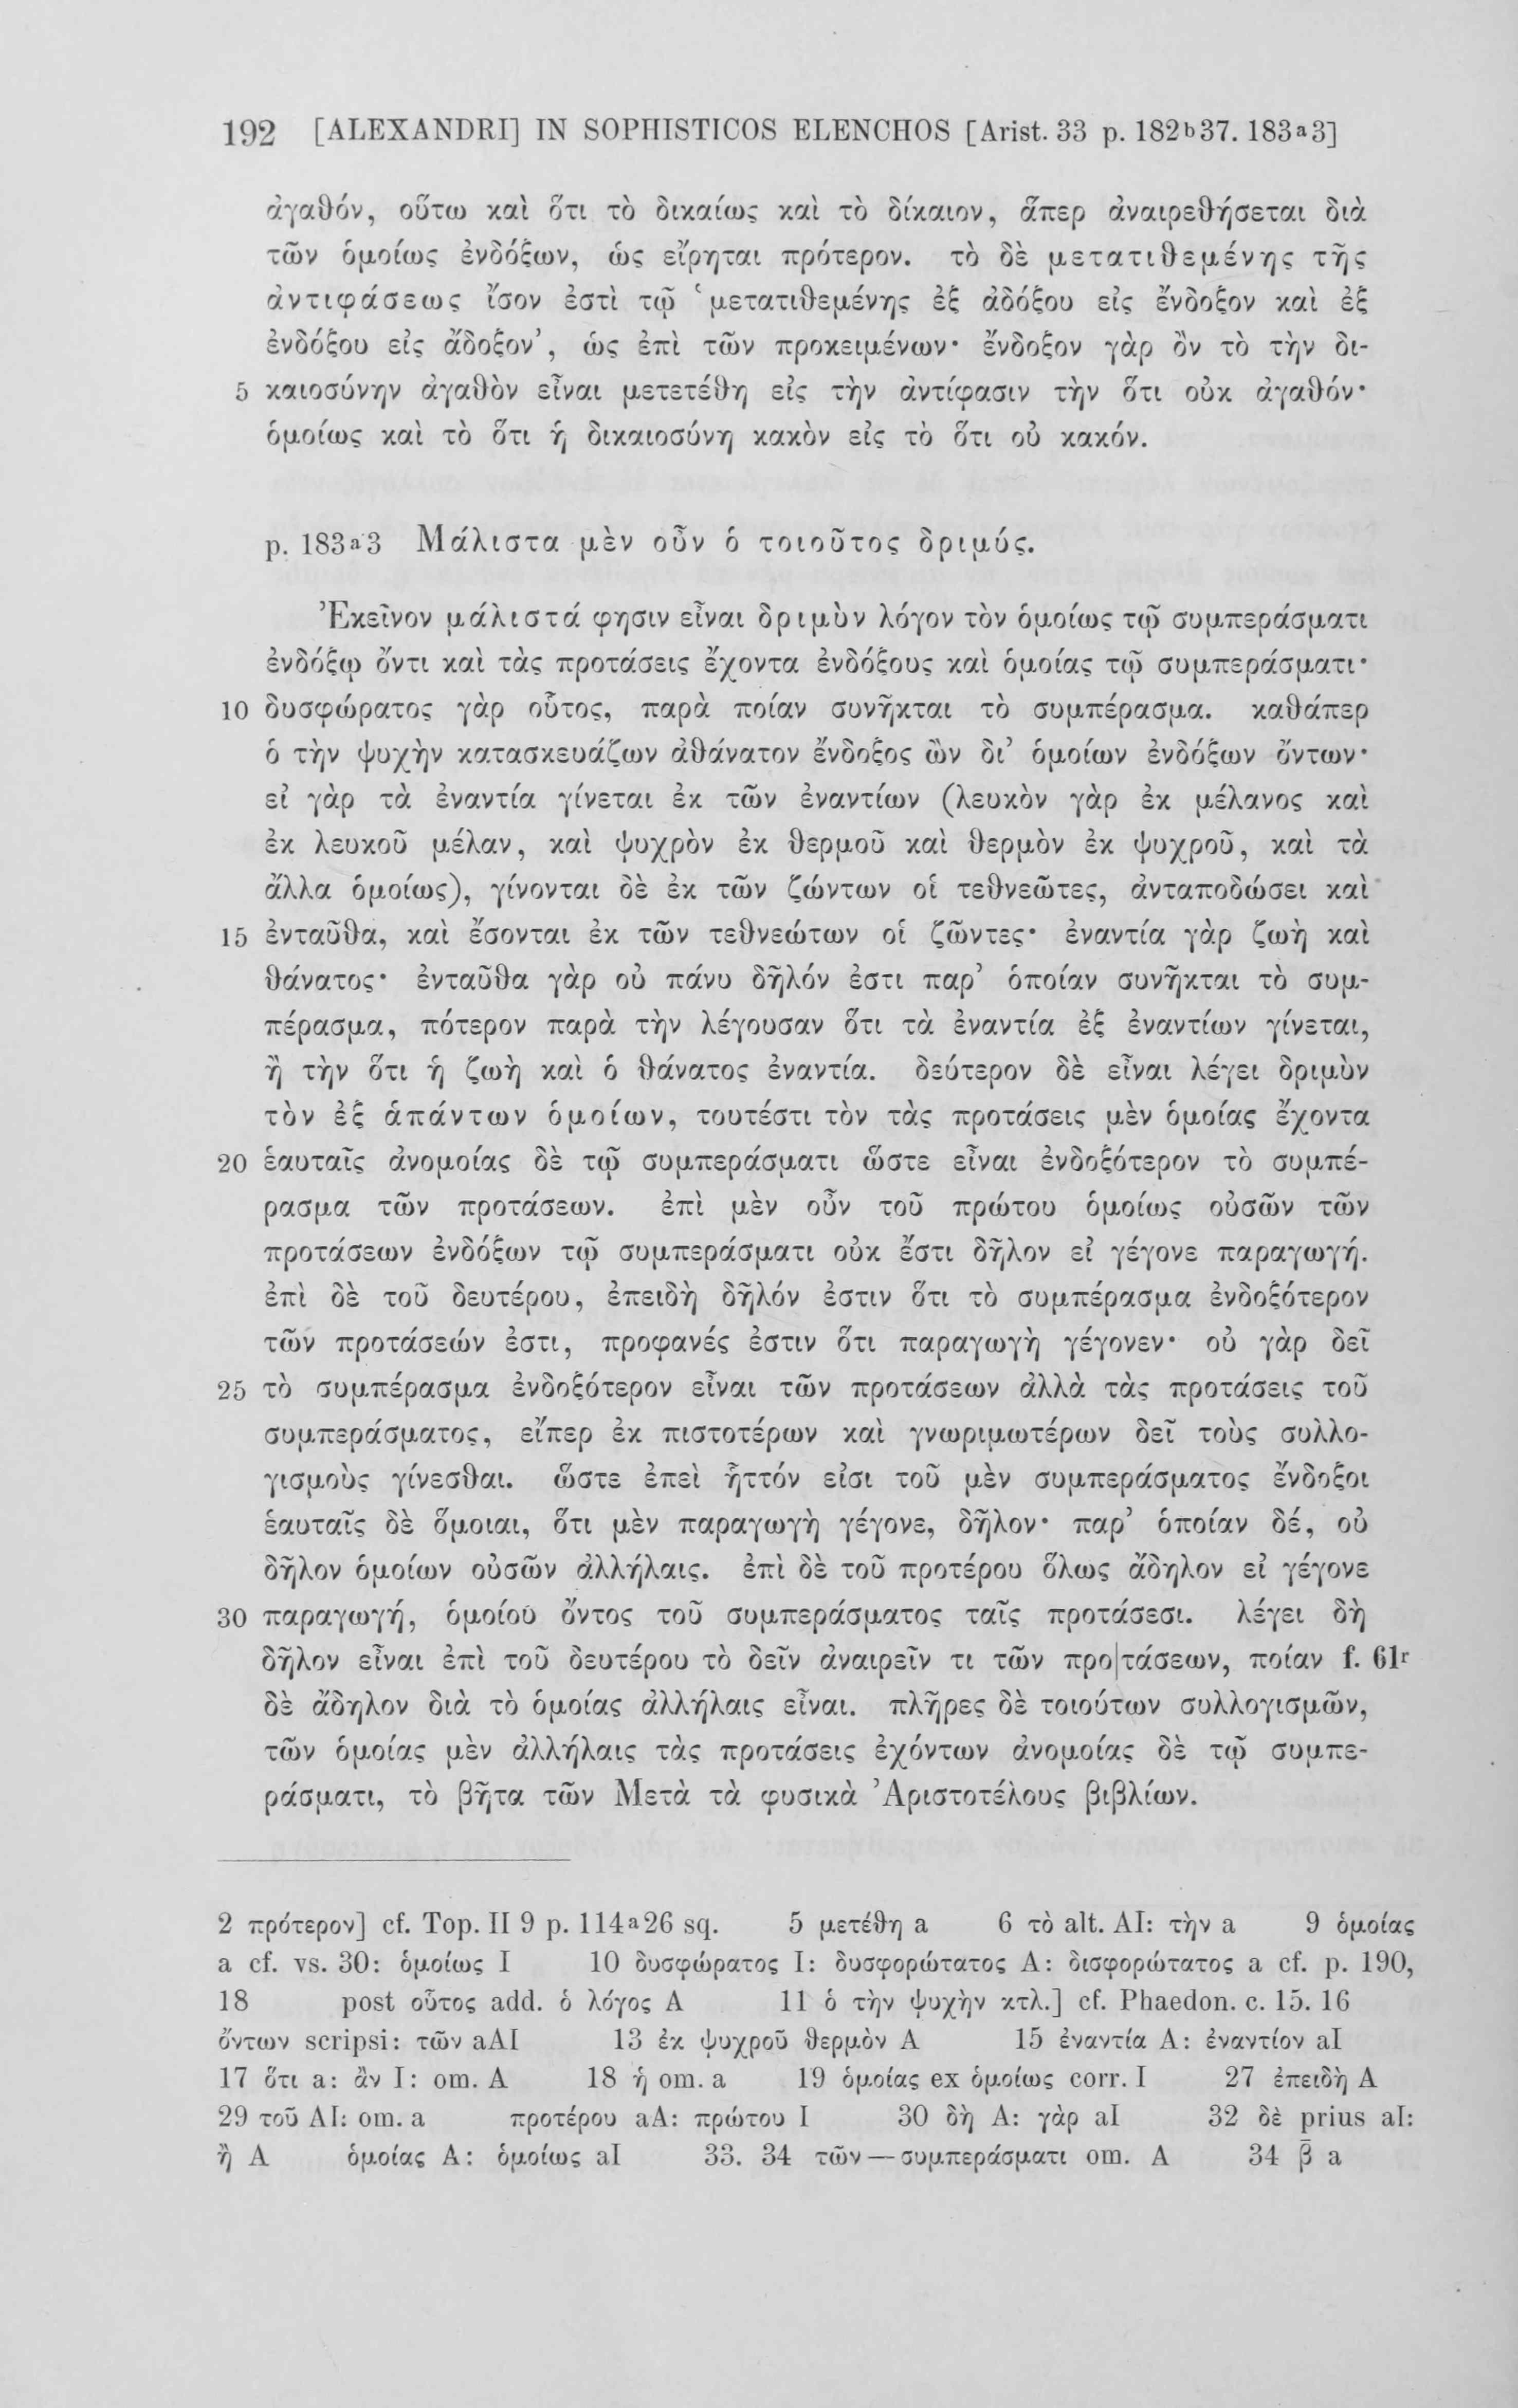 192 [ALEXANDRI] IN SOPHISTICOS ELENCHOS [Arist. 33 p. 182ᵇ37. 183ᵃ3]
ἀγαθόν, οὕτω καὶ ὅτι τὸ δικαίως καὶ τὸ δίκαιον, ἅπερ ἀναιρεθήσεται διὰ
τῶν ὁμοίως ἐνδόξων, ὡς εἴρηται πρότερον. τὸ δὲ μετατιθεμένης τῆς
ἀντιφάσεως ἴσον ἐστὶ τῷ ‘μετατιθεμένης ἐξ ἀδόξου εἰς ἔνδοξον καὶ ἐξ
ἐνδόξου εἰς ἄδοξον’, ὡς ἐπὶ τῶν προκειμένων· ἔνδοξον γὰρ ὂν τὸ τὴν δι-
5 καιοσύνην ἀγαθὸν εἶναι μετετέθη εἰς τὴν ἀντίφασιν τὴν ὅτι οὐκ ἀγαθόν·
ὁμοίως καὶ τὸ ὅτι ἡ δικαιοσύνη κακὸν εἰς τὸ ὅτι οὐ κακόν.
p. 183ᵃ3 Μάλιστα μὲν οὖν ὁ τοιοῦτος δριμύς.
Ἐκεῖνον μάλιστά φησιν εἶναι δριμὺν λόγον τὸν ὁμοίως τῷ συμπεράσματι
ἐνδόξῳ ὄντι καὶ τὰς προτάσεις ἔχοντα ἐνδόξους καὶ ὁμοίας τῷ συμπεράσματι·
10 δυσφώρατος γὰρ οὗτος, παρὰ ποίαν συνῆκται τὸ συμπέρασμα. καθάπερ
ὁ τὴν ψυχὴν κατασκευάζων ἀθάνατον ἔνδοξος ὢν δι’ ὁμοίων ἐνδόξων ὄντων·
εἰ γὰρ τὰ ἐναντία γίνεται ἐκ τῶν ἐναντίων (λευκὸν γὰρ ἐκ μέλανος καὶ
ἐκ λευκοῦ μέλαν, καὶ ψυχρὸν ἐκ θερμοῦ καὶ θερμὸν ἐκ ψυχροῦ, καὶ τὰ
ἄλλα ὁμοίως), γίνονται δὲ ἐκ τῶν ζώντων οἱ τεθνεῶτες, ἀνταποδώσει καὶ
15 ἐνταῦθα, καὶ ἔσονται ἐκ τῶν τεθνεώτων οἱ ζῶντες· ἐναντία γὰρ ζωὴ καὶ
θάνατος· ἐνταῦθα γὰρ οὐ πάνυ δῆλόν ἐστι παρ’ ὁποίαν συνῆκται τὸ συμ-
πέρασμα, πότερον παρὰ τὴν λέγουσαν ὅτι τὰ ἐναντία ἐξ ἐναντίων γίνεται,
ἢ τὴν ὅτι ἡ ζωὴ καὶ ὁ θάνατος ἐναντία. δεύτερον δὲ εἶναι λέγει δριμὺν
τὸν ἐξ ἁπάντων ὁμοίων, τουτέστι τὸν τὰς προτάσεις μὲν ὁμοίας ἔχοντα
20 ἑαυταῖς ἀνομοίας δὲ τῷ συμπεράσματι ὥστε εἶναι ἐνδοξότερον τὸ συμπέ-
ρασμα τῶν προτάσεων. ἐπὶ μὲν οὖν τοῦ πρώτου ὁμοίως οὐσῶν τῶν
προτάσεων ἐνδόξων τῷ συμπεράσματι οὐκ ἔστι δῆλον εἰ γέγονε παραγωγή.
ἐπὶ δὲ τοῦ δευτέρου, ἐπειδὴ δῆλόν ἐστιν ὅτι τὸ συμπέρασμα ἐνδοξότερον
τῶν προτάσεών ἐστι, προφανές ἐστιν ὅτι παραγωγὴ γέγονεν· οὐ γὰρ δεῖ
25 τὸ συμπέρασμα ἐνδοξότερον εἶναι τῶν προτάσεων ἀλλὰ τὰς προτάσεις τοῦ
συμπεράσματος, εἴπερ ἐκ πιστοτέρων καὶ γνωριμωτέρων δεῖ τοὺς συλλο-
γισμοὺς γίνεσθαι. ὥστε ἐπεὶ ἧττόν εἰσι τοῦ μὲν συμπεράσματος ἔνδοξοι
ἑαυταῖς δὲ ὅμοιαι, ὅτι μὲν παραγωγὴ γέγονε, δῆλον· παρ’ ὁποίαν δέ, οὐ
δῆλον ὁμοίων οὐσῶν ἀλλήλαις. ἐπὶ δὲ τοῦ προτέρου ὅλως ἄδηλον εἰ γέγονε
30 παραγωγή, ὁμοίου ὄντος τοῦ συμπεράσματος ταῖς προτάσεσι. λέγει δὴ
δῆλον εἶναι ἐπὶ τοῦ δευτέρου τὸ δεῖν ἀναιρεῖν τι τῶν προ|τάσεων, ποίαν f. 61ʳ
δὲ ἄδηλον διὰ τὸ ὁμοίας ἀλλήλαις εἶναι. πλῆρες δὲ τοιούτων συλλογισμῶν,
τῶν ὁμοίας μὲν ἀλλήλαις τὰς προτάσεις ἐχόντων ἀνομοίας δὲ τῷ συμπε-
ράσματι, τὸ βῆτα τῶν Μετὰ τὰ φυσικὰ Ἀριστοτέλους βιβλίων.
2 πρότερον] cf. Top. II 9 p. 114ᵃ26 sq. 5 μετέθη a 6 τὸ alt. AI: τὴν a 9 ὁμοίας
a cf. vs. 30: ὁμοίως I 10 δυσφώρατος I: δυσφορώτατος A: δισφορώτατος a cf. p. 190,
18 post οὗτος add. ὁ λόγος A 11 ὁ τὴν ψυχὴν κτλ.] cf. Phaedon. c. 15. 16
ὄντων scripsi: τῶν aAI 13 ἐκ ψυχροῦ θερμὸν A 15 ἐναντία A: ἐναντίον aI
17 ὅτι a: ἂν I: om. A 18 ἡ om. a 19 ὁμοίας ex ὁμοίως corr. I 27 ἐπειδὴ A
29 τοῦ AI: om. a προτέρου aA: πρώτου I 30 δὴ A: γὰρ aI 32 δὲ prius aI:
ἢ A ὁμοίας A: ὁμοίως aI 33. 34 τῶν — συμπεράσματι om. A 34 β̄ a